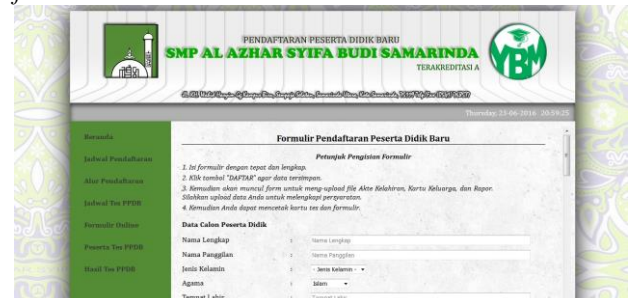 PENDAFTARAN PESERTA DIDIK BARU
SMP AL AZHAR SYIFA BUDI SAMARINDA
TERAKREDITASI A
YBM
Thursday, 23-06-2016 20:59:25
Beranda
Jadwal Pendaftaran
Alur Pendaftaran
Jadwal Tes PPDB
Formulir Online
Peserta Tes PPDB
Hasil Tes PPDB
Formulir Pendaftaran Peserta Didik Baru
Petunjuk Pengisian Formulir
1. Isi formulir dengan tepat dan lengkap.
2. Klik tombol "DAFTAR" agar data tersimpan.
3. Kemudian akan muncul form untuk meng-upload file Akte Kelahiran, Kartu Keluarga, dan Rapor.
Silahkan upload data Anda untuk melengkapi persyaratan.
4. Kemudian Anda dapat mencetak kartu tes dan formulir.
Data Calon Peserta Didik
Nama Lengkap : Nama Lengkap
Nama Panggilan : Nama Panggilan
Jenis Kelamin : - Jenis Kelamin -
Agama : Islam
Tempat Lahir : Tempat Lahir